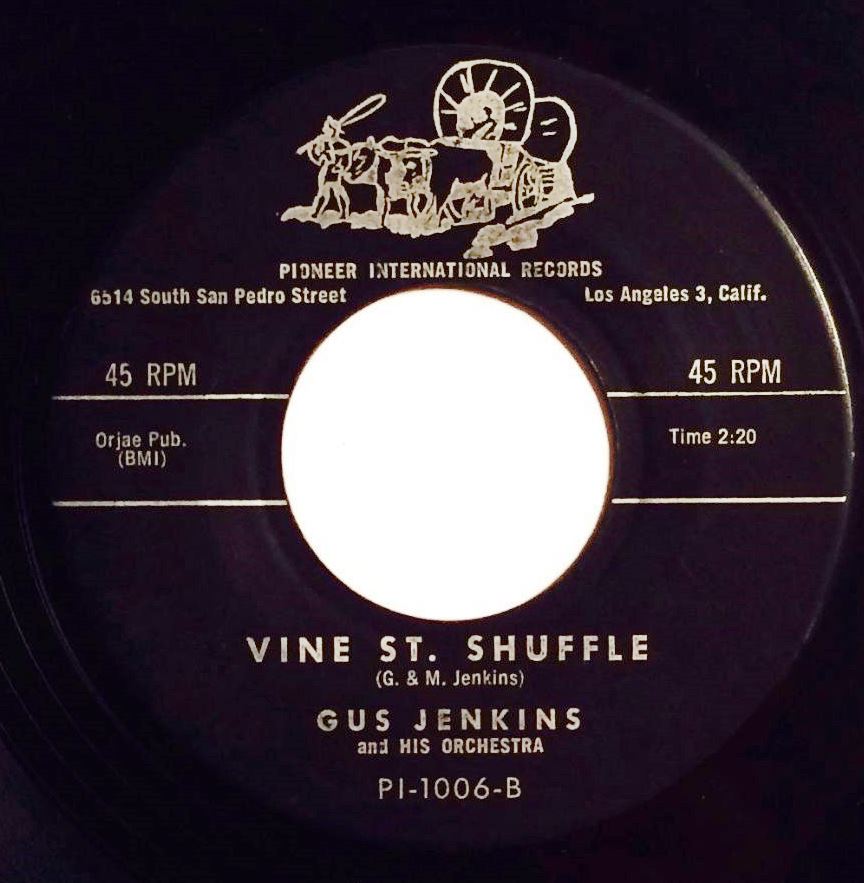 PIONEER INTERNATIONAL RECORDS
6514 South San Pedro Street Los Angeles 3, Calif.
45 RPM 45 RPM
Orjae Pub. Time 2:20
(BMI)
VINE ST. SHUFFLE
(G. & M. Jenkins)
GUS JENKINS
and HIS ORCHESTRA
PI-1006-B